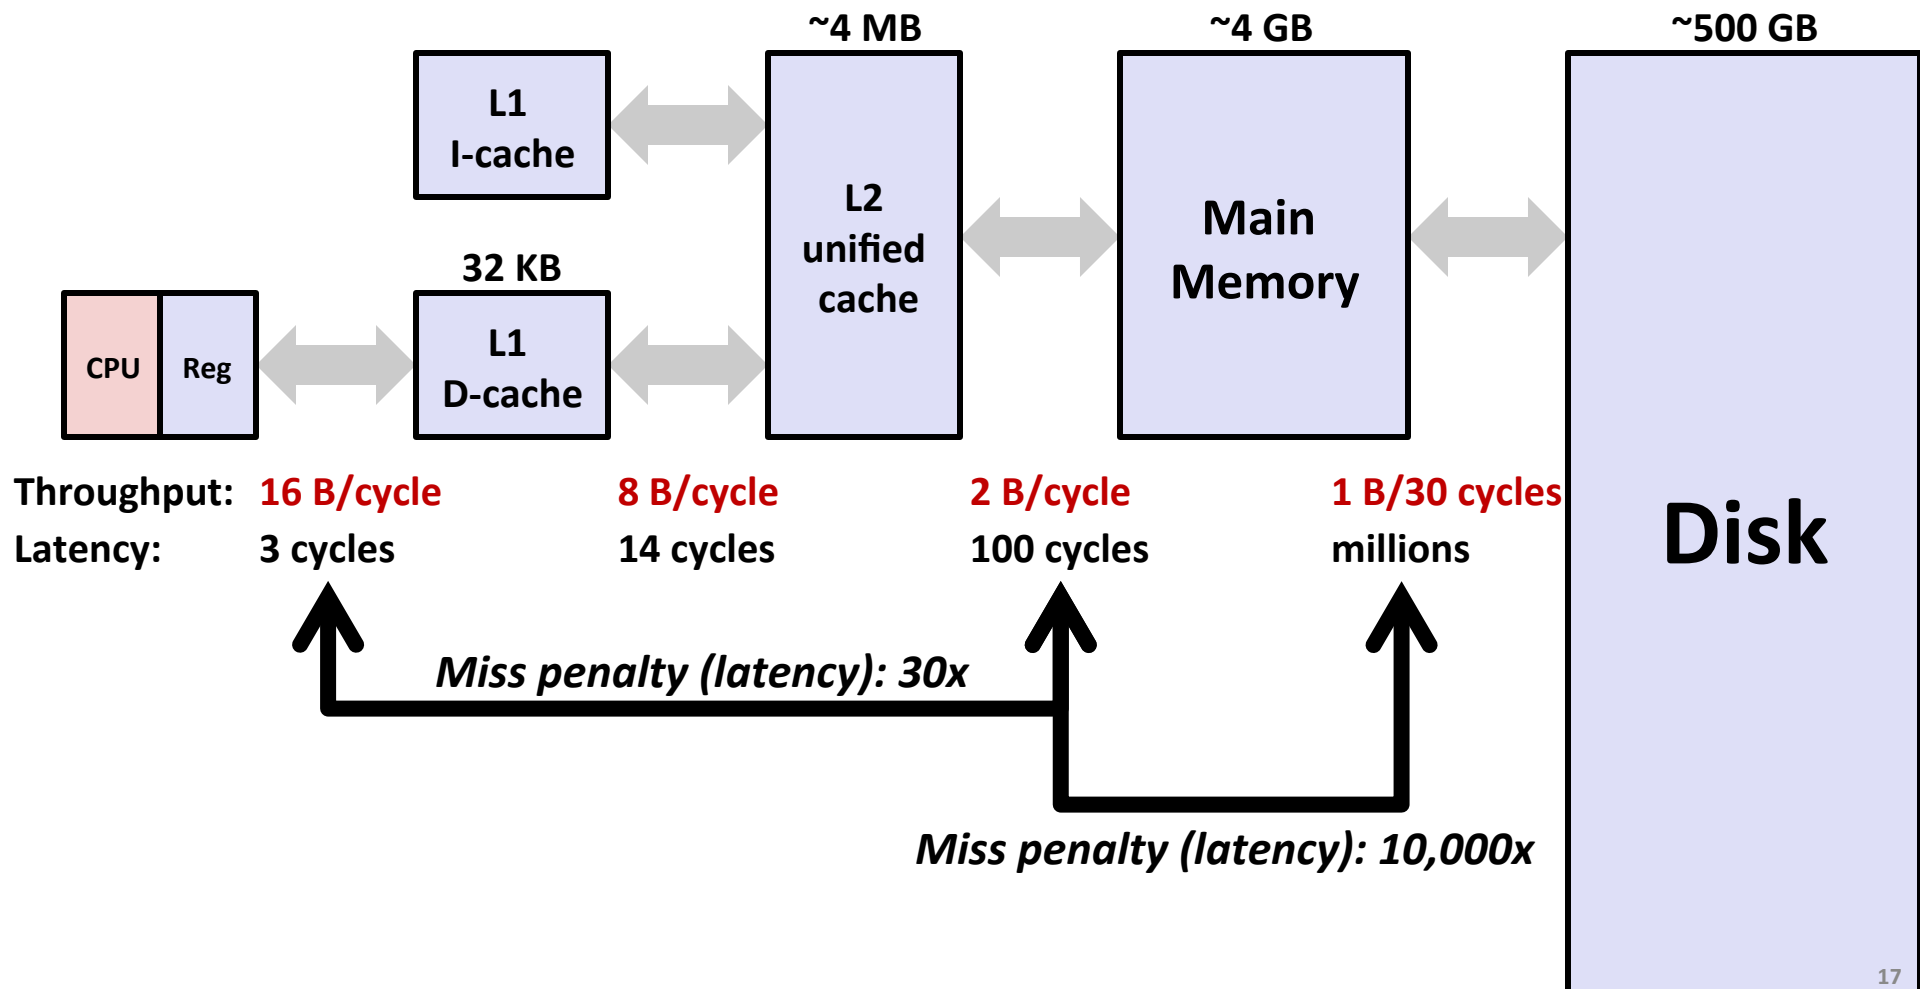 ~4 MB
~4 GB
~500 GB
L1
I-cache
L2
unified
cache
Main
Memory
32 KB
CPU
Reg
L1
D-cache
Throughput: 16 B/cycle 8 B/cycle 2 B/cycle 1 B/30 cycles
Latency: 3 cycles 14 cycles 100 cycles millions
Disk
Miss penalty (latency): 30x
Miss penalty (latency): 10,000x
17